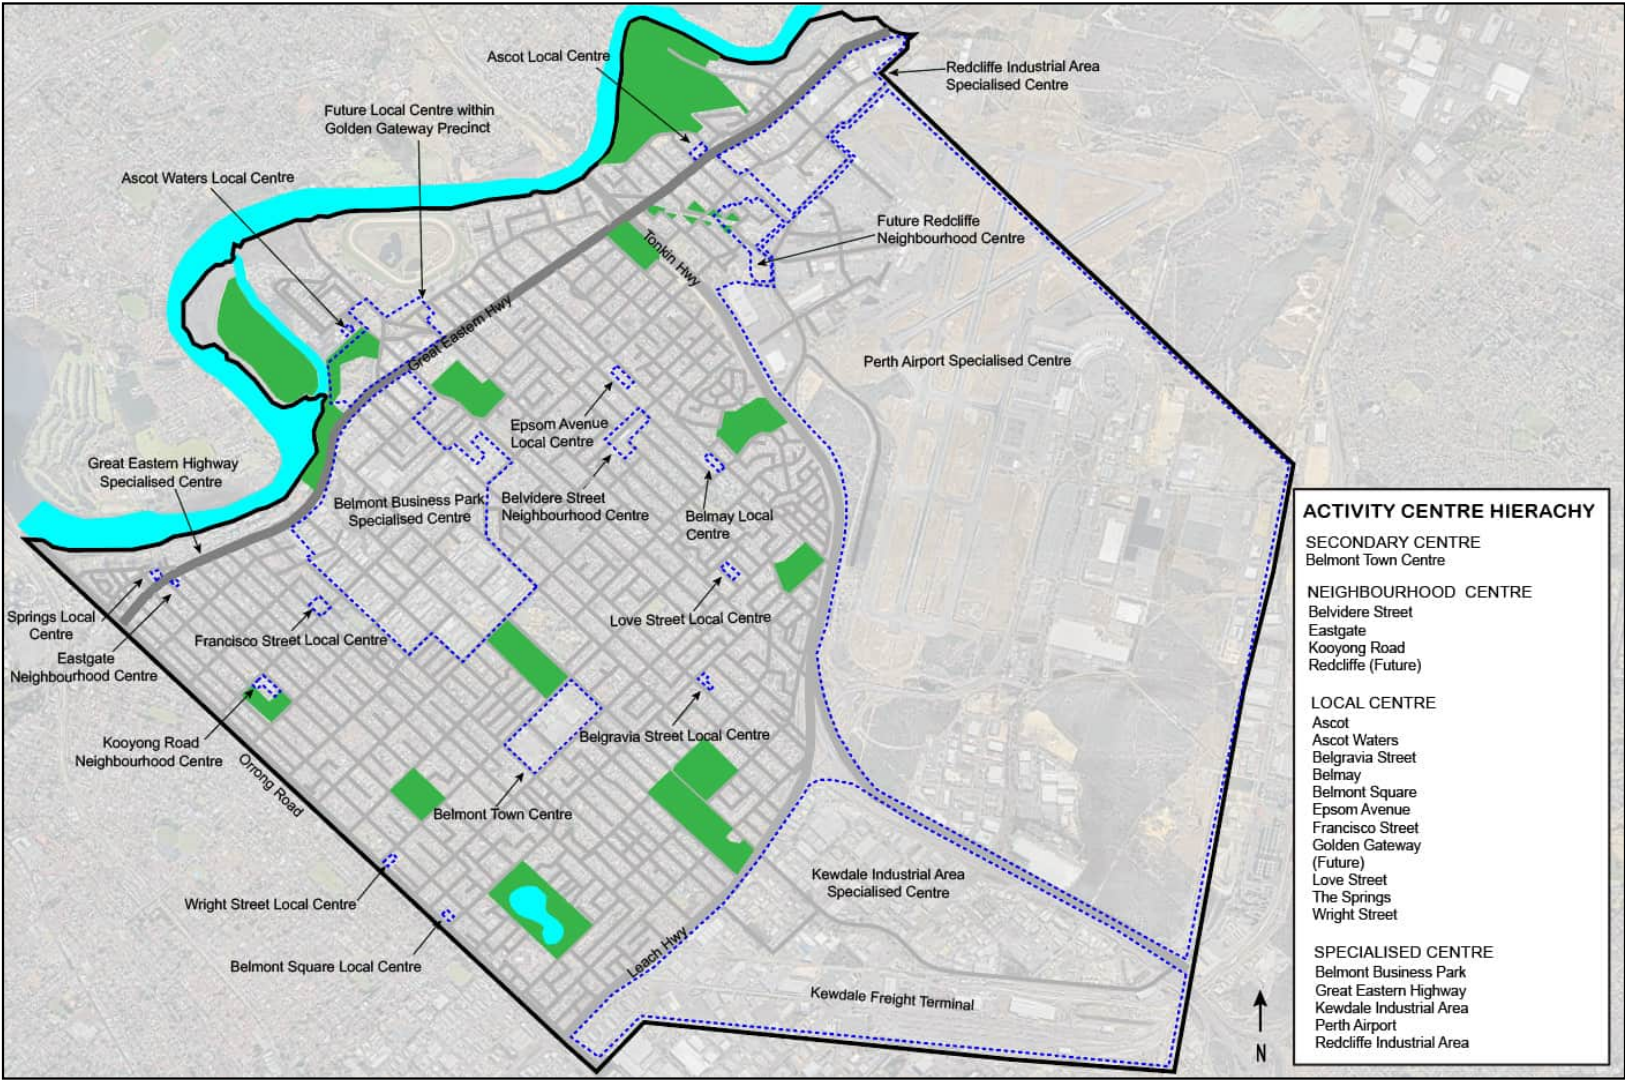 Ascot Local Centre
Redcliffe Industrial Area
Specialised Centre
Future Local Centre within
Golden Gateway Precinct
Ascot Waters Local Centre
Future Redcliffe
Neighbourhood Centre
Tonkin Hwy
Great Eastern Hwy
Perth Airport Specialised Centre
Epsom Avenue
Local Centre
Great Eastern Highway
Specialised Centre
Belmont Business Park
Specialised Centre
Belvidere Street
Neighbourhood Centre
Belmay Local
Centre
Springs Local
Centre
Eastgate
Neighbourhood Centre
Francisco Street Local Centre
Love Street Local Centre
Kooyong Road
Neighbourhood Centre
Orrong Road
Belgravia Street Local Centre
Belmont Town Centre
Wright Street Local Centre
Belmont Square Local Centre
Kewdale Industrial Area
Specialised Centre
Leach Hwy
Kewdale Freight Terminal
N
ACTIVITY CENTRE HIERACHY
SECONDARY CENTRE
Belmont Town Centre
NEIGHBOURHOOD CENTRE
Belvidere Street
Eastgate
Kooyong Road
Redcliffe (Future)
LOCAL CENTRE
Ascot
Ascot Waters
Belgravia Street
Belmay
Belmont Square
Epsom Avenue
Francisco Street
Golden Gateway
(Future)
Love Street
The Springs
Wright Street
SPECIALISED CENTRE
Belmont Business Park
Great Eastern Highway
Kewdale Industrial Area
Perth Airport
Redcliffe Industrial Area